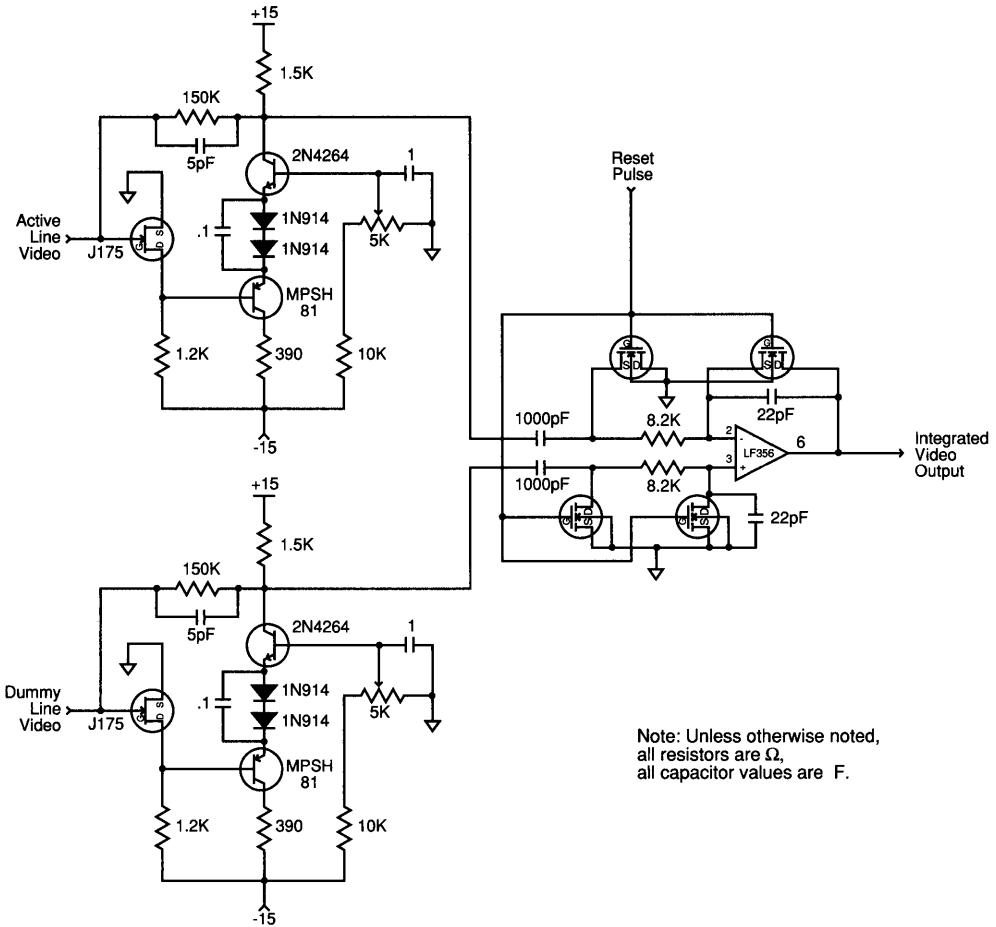 +15
1.5K
150K
5pF
2N4264
1
Active
Line
Video
J175
G
D S
.1
1N914
1N914
5K
MPSH
81
1.2K
390
10K
-15
Reset
Pulse
G
S D
G
S D
22pF
1000pF
8.2K
2
-
LF356
6
3
+
Integrated
Video
Output
1000pF
8.2K
G
S D
G
S D
22pF
+15
1.5K
150K
5pF
2N4264
1
Dummy
Line
Video
J175
G
D S
.1
1N914
1N914
5K
MPSH
81
1.2K
390
10K
-15
Note: Unless otherwise noted,
all resistors are Ω,
all capacitor values are F.